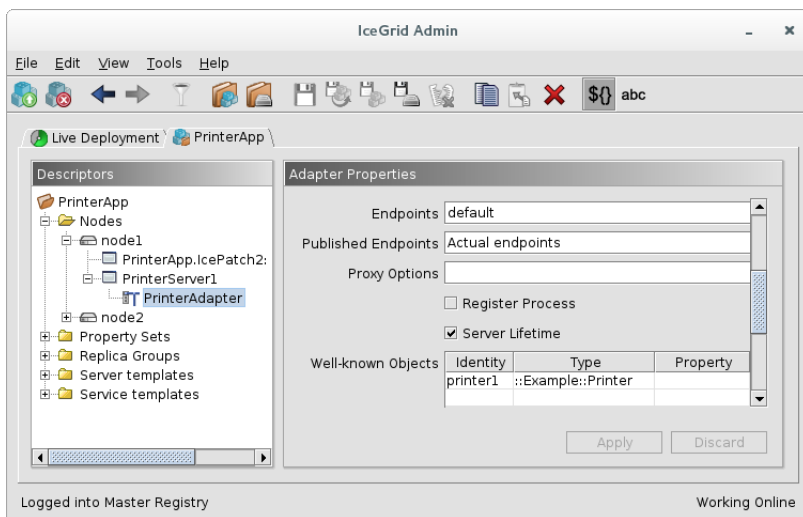 IceGrid Admin
File Edit View Tools Help
${} abc
Live Deployment PrinterApp
Descriptors
PrinterApp
Nodes
node1
PrinterApp.IcePatch2:
PrinterServer1
PrinterAdapter
node2
Property Sets
Replica Groups
Server templates
Service templates
Adapter Properties
Endpoints default
Published Endpoints Actual endpoints
Proxy Options
Register Process
Server Lifetime
Well-known Objects Identity Type Property
printer1 ::Example::Printer
Apply Discard
Logged into Master Registry Working Online